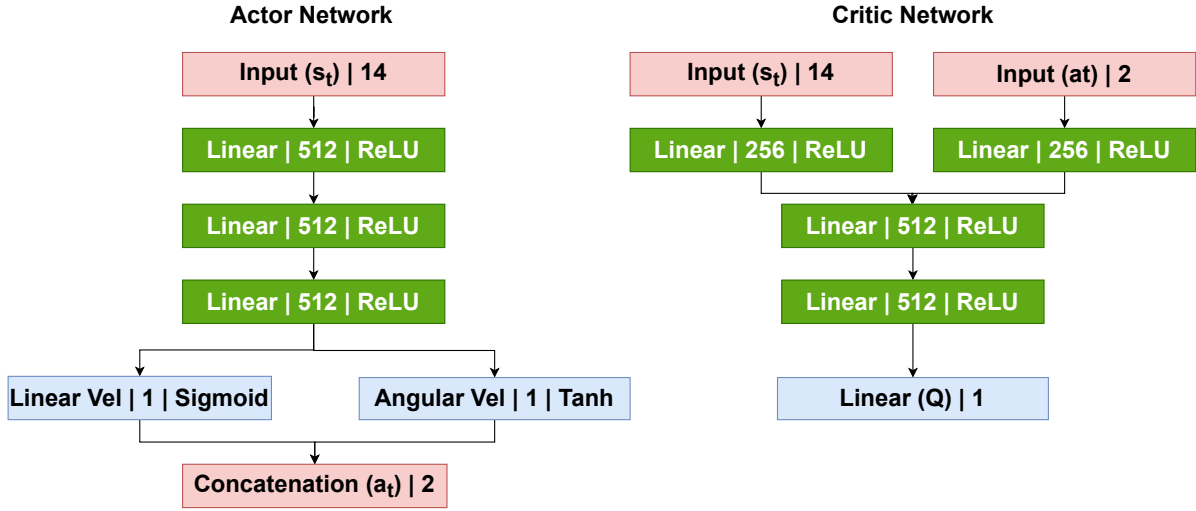 Actor Network
Input (sₜ) | 14
Linear | 512 | ReLU
Linear | 512 | ReLU
Linear | 512 | ReLU
Linear Vel | 1 | Sigmoid
Angular Vel | 1 | Tanh
Concatenation (aₜ) | 2
Critic Network
Input (sₜ) | 14
Input (at) | 2
Linear | 256 | ReLU
Linear | 256 | ReLU
Linear | 512 | ReLU
Linear | 512 | ReLU
Linear (Q) | 1